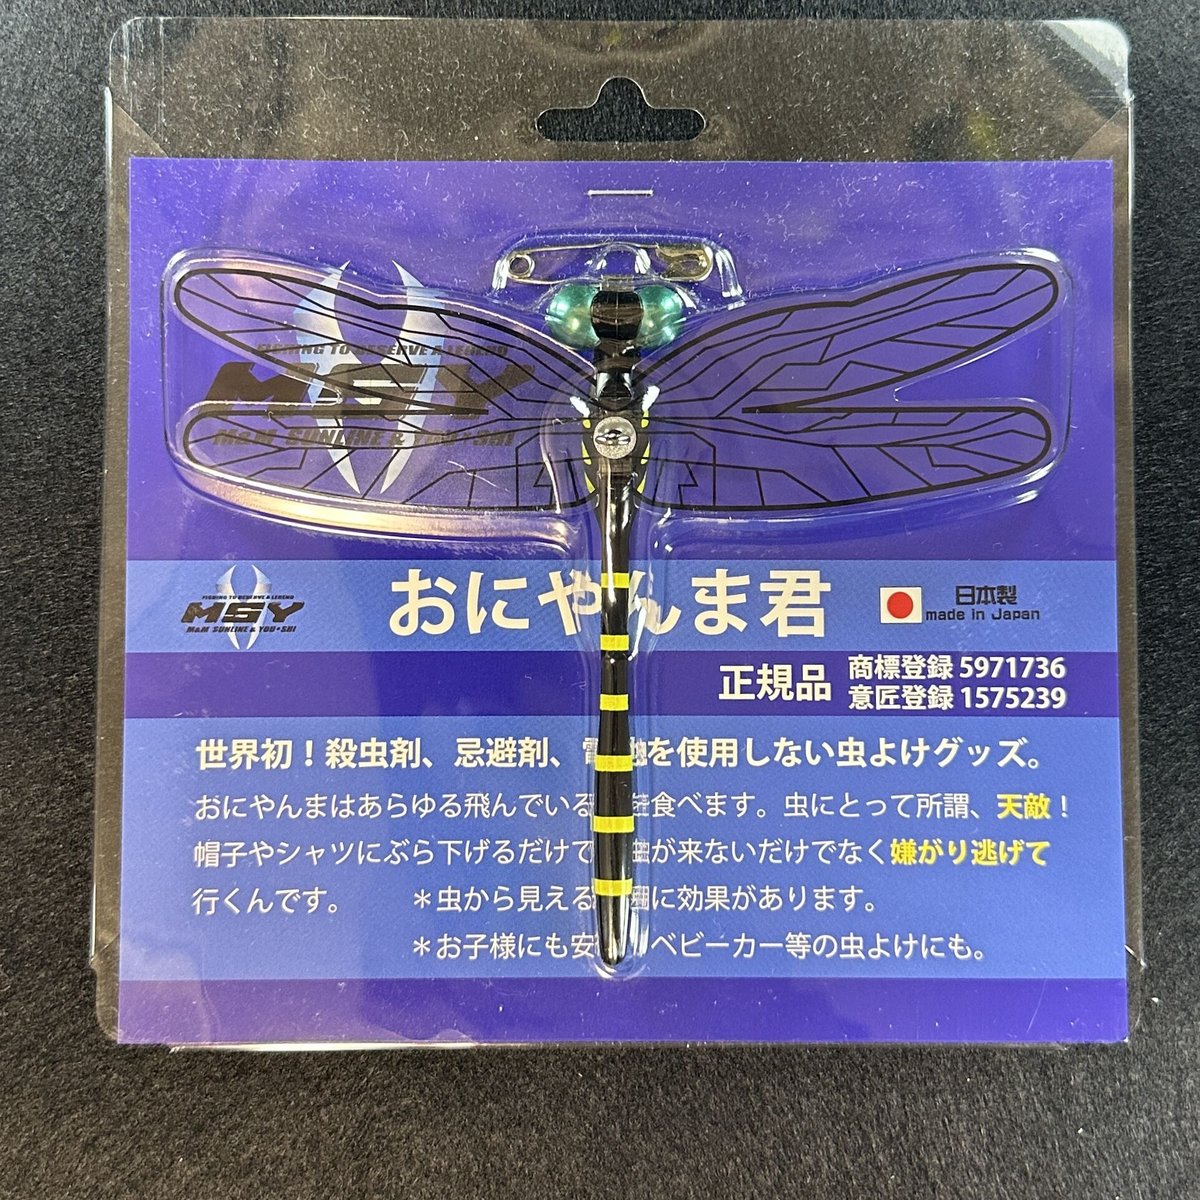 FISHING TO DESERVE A LEGEND
MSY
M&M SUNLINE & YOU•SHI
FISHING TO DESERVE A LEGEND
MSY
M&M SUNLINE & YOU•SHI
おにやんま君
日本製
made in Japan
正規品
商標登録 5971736
意匠登録 1575239
世界初！殺虫剤、忌避剤、電池を使用しない虫よけグッズ。
おにやんまはあらゆる飛んでいる 食べます。虫にとって所謂、天敵！
帽子やシャツにぶら下げるだけで 虫が来ないだけでなく嫌がり逃げて
行くんです。
＊虫から見える に効果があります。
＊お子様にも安 ベビーカー等の虫よけにも。